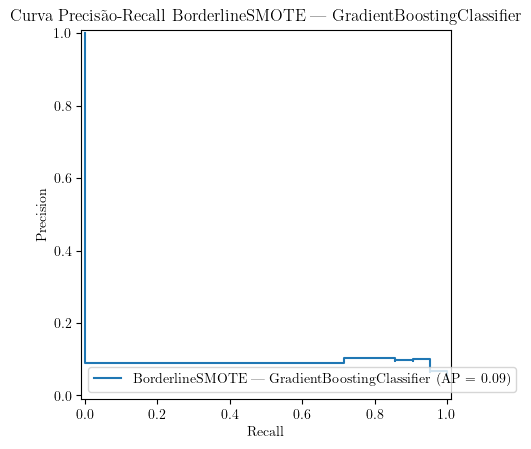 Curva Precisão-Recall BorderlineSMOTE — GradientBoostingClassifier
1.0
0.8
0.6
0.4
0.2
0.0
Precision
BorderlineSMOTE — GradientBoostingClassifier (AP = 0.09)
0.0 0.2 0.4 0.6 0.8 1.0
Recall